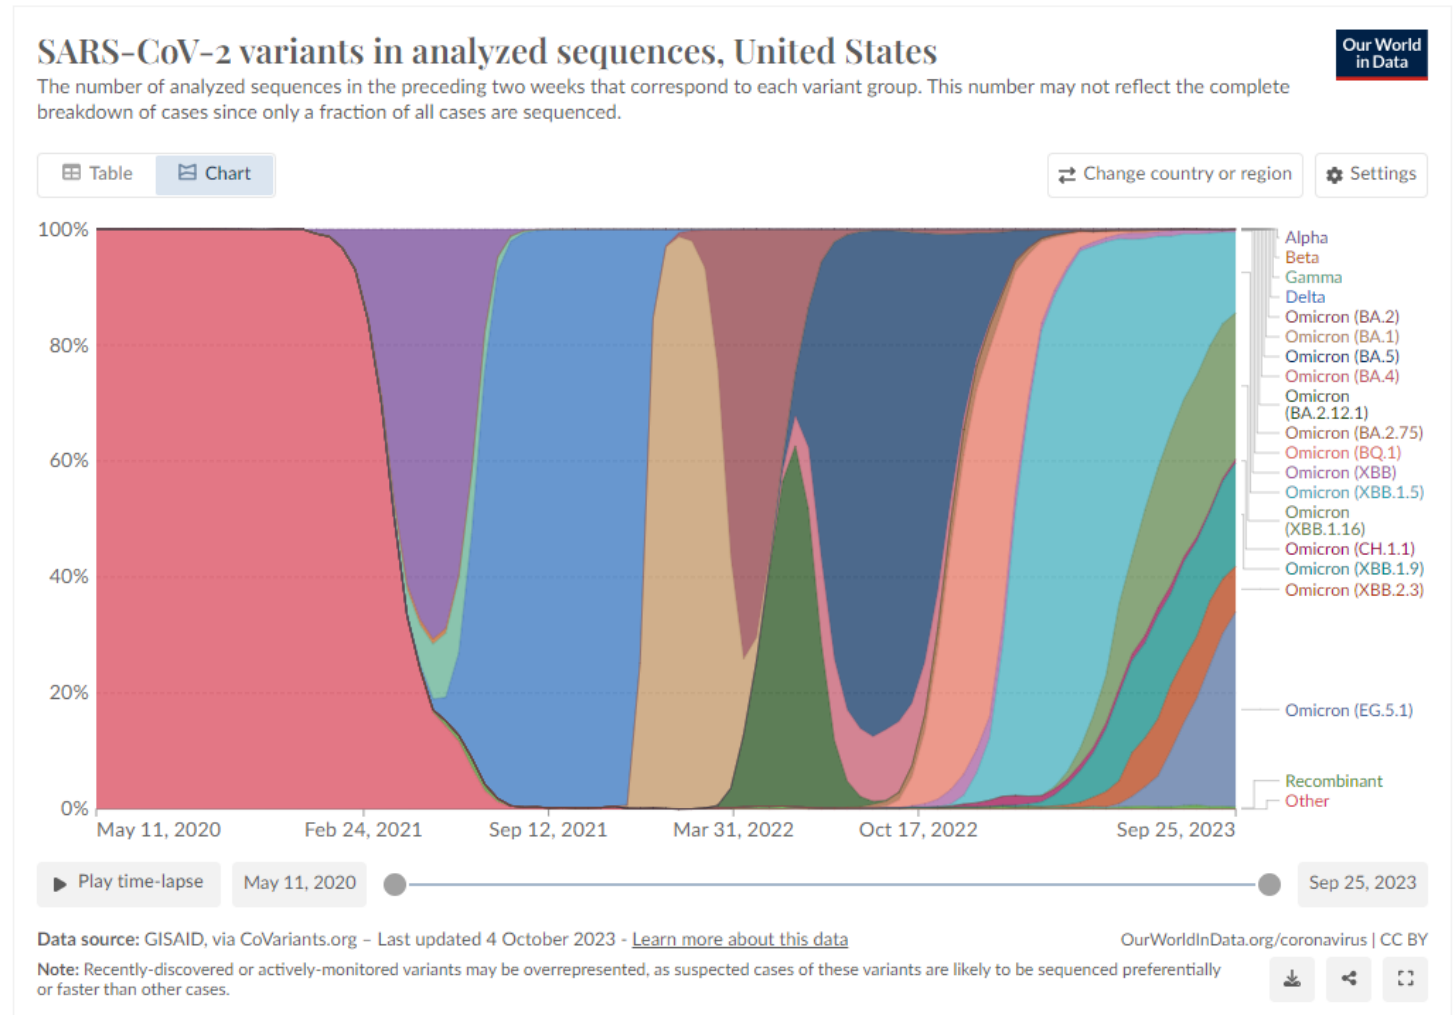 SARS-CoV-2 variants in analyzed sequences, United States
Our World
in Data
The number of analyzed sequences in the preceding two weeks that correspond to each variant group. This number may not reflect the complete
breakdown of cases since only a fraction of all cases are sequenced.
Table
Chart
Change country or region
Settings
100%
80%
60%
40%
20%
0%
Alpha
Beta
Gamma
Delta
Omicron (BA.2)
Omicron (BA.1)
Omicron (BA.5)
Omicron (BA.4)
Omicron
(BA.2.12.1)
Omicron (BA.2.75)
Omicron (BQ.1)
Omicron (XBB)
Omicron (XBB.1.5)
Omicron
(XBB.1.16)
Omicron (CH.1.1)
Omicron (XBB.1.9)
Omicron (XBB.2.3)
Omicron (EG.5.1)
Recombinant
Other
May 11, 2020
Feb 24, 2021
Sep 12, 2021
Mar 31, 2022
Oct 17, 2022
Sep 25, 2023
Play time-lapse
May 11, 2020
Sep 25, 2023
Data source: GISAID, via CoVariants.org – Last updated 4 October 2023 - Learn more about this data
OurWorldInData.org/coronavirus | CC BY
Note: Recently-discovered or actively-monitored variants may be overrepresented, as suspected cases of these variants are likely to be sequenced preferentially
or faster than other cases.